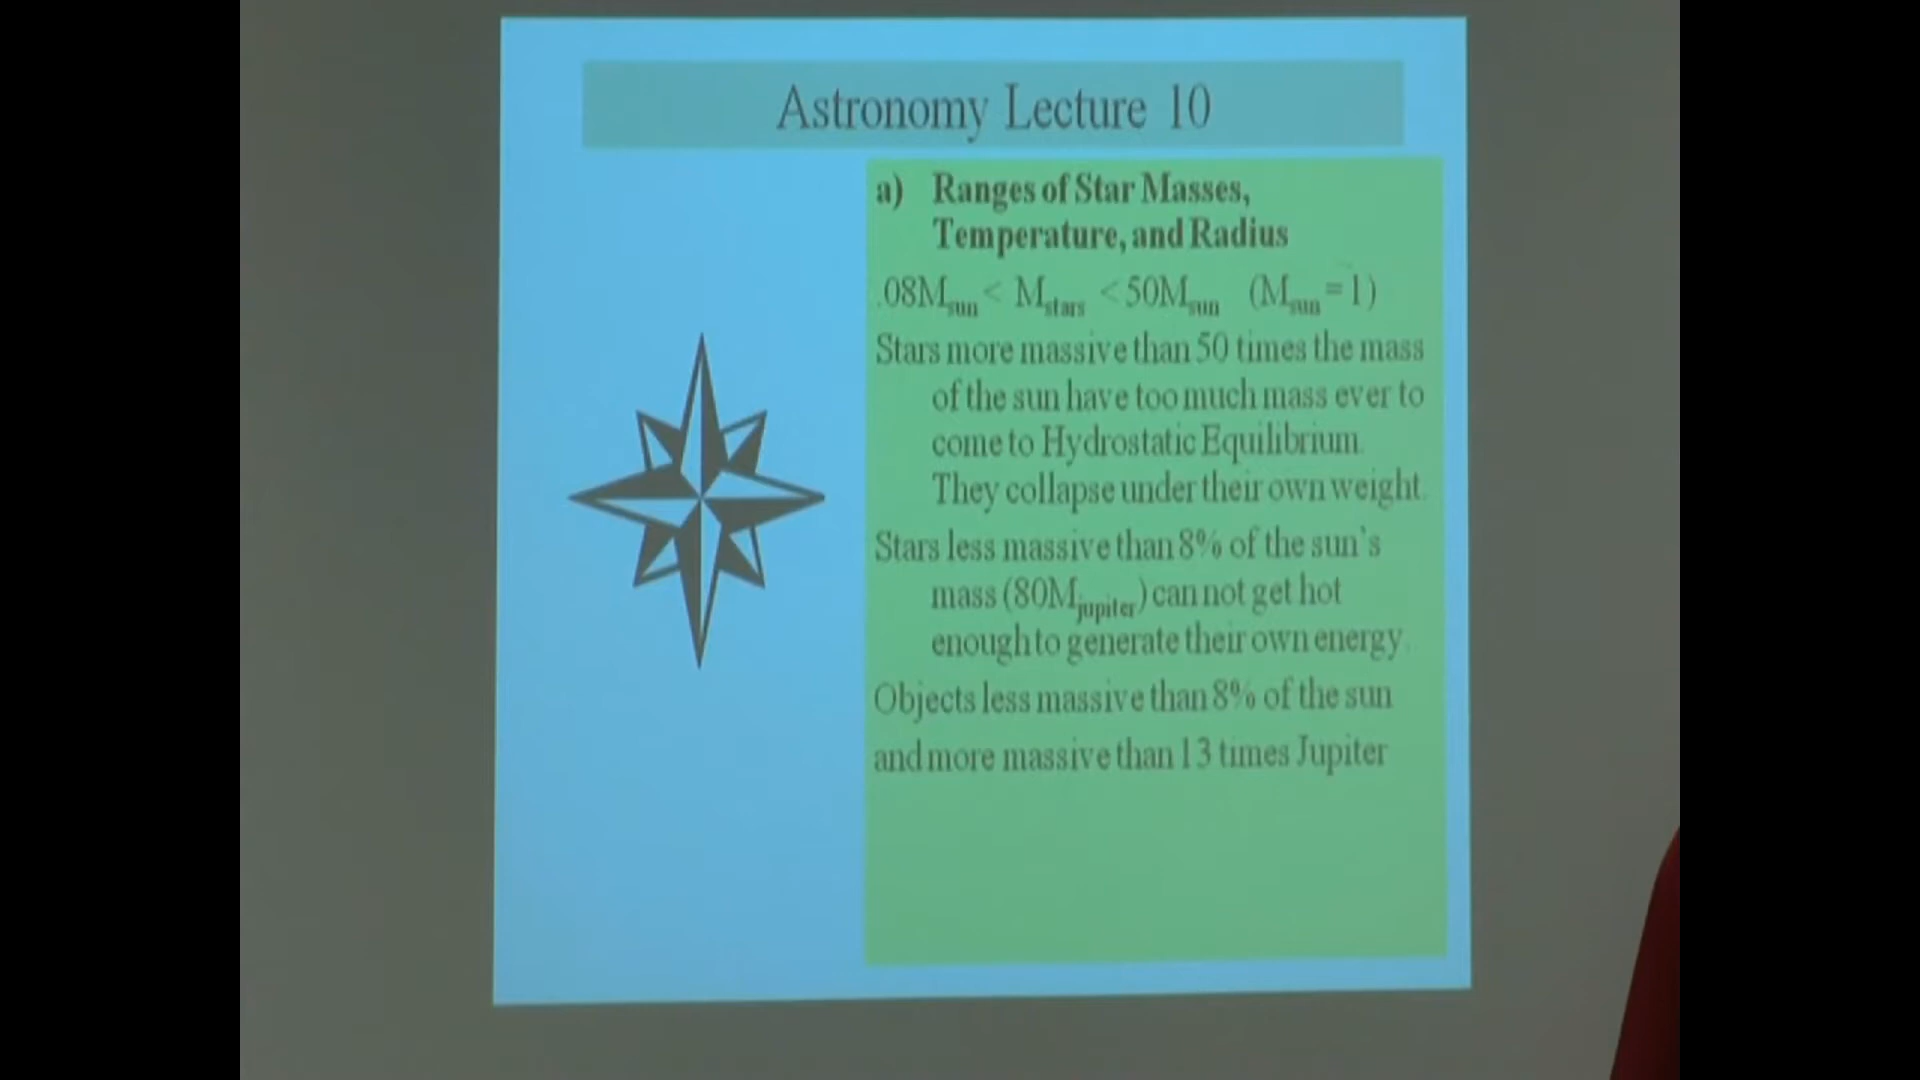 Astronomy Lecture 10
a) Ranges of Star Masses,
Temperature, and Radius
.08Msun < Mstars < 50Msun (Msun = 1)
Stars more massive than 50 times the mass
of the sun have too much mass ever to
come to Hydrostatic Equilibrium.
They collapse under their own weight.
Stars less massive than 8% of the sun's
mass (80Mjupiter) can not get hot
enough to generate their own energy.
Objects less massive than 8% of the sun
and more massive than 13 times Jupiter